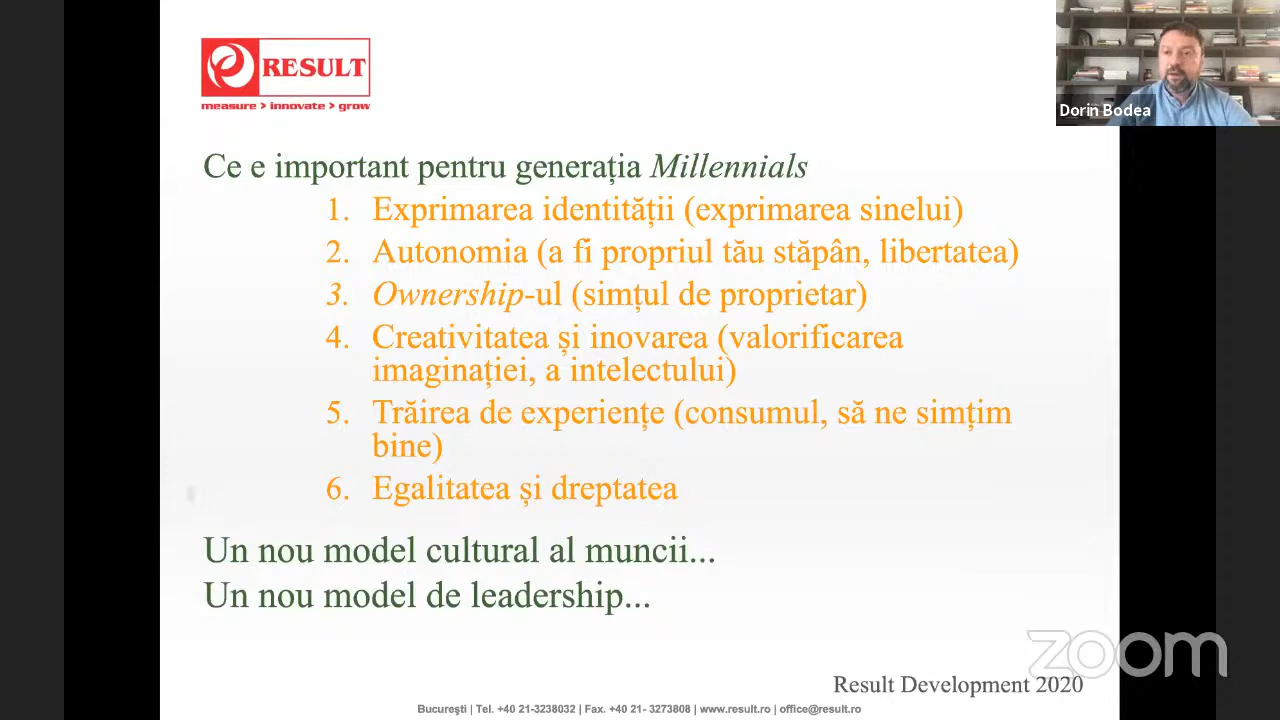 RESULT
measure > innovate > grow
Dorin Bodea
Ce e important pentru generația Millennials
1. Exprimarea identității (exprimarea sinelui)
2. Autonomia (a fi propriul tău stăpân, libertatea)
3. Ownership-ul (simțul de proprietar)
4. Creativitatea și inovarea (valorificarea
imaginației, a intelectului)
5. Trăirea de experiențe (consumul, să ne simțim
bine)
6. Egalitatea și dreptatea
Un nou model cultural al muncii...
Un nou model de leadership...
zoom
Result Development 2020
Bucureşti | Tel. +40 21-3238032 | Fax. +40 21- 3273808 | www.result.ro | office@result.ro